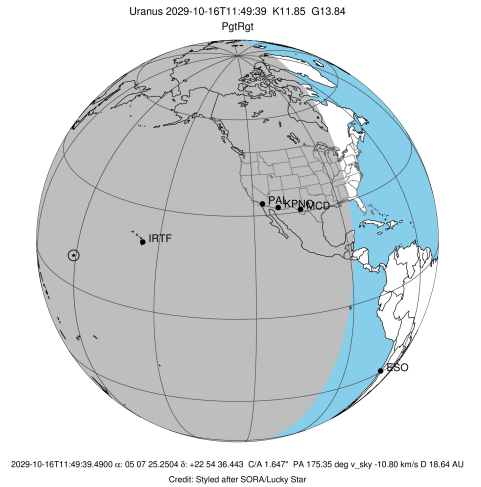 Uranus 2029-10-16T11:49:39 K11.85 G13.84
PgtRgt
PAL
KPNO
MCD
IRTF
ESO
2029-10-16T11:49:39.4900 α: 05 07 25.2504 δ: +22 54 36.443 C/A 1.647" PA 175.35 deg v_sky -10.80 km/s D 18.64 AU
Credit: Styled after SORA/Lucky Star